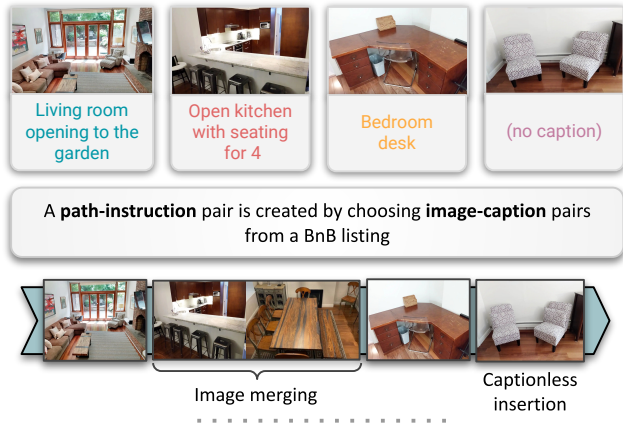 Living room
opening to the
garden
Open kitchen
with seating
for 4
Bedroom
desk
(no caption)
A path-instruction pair is created by choosing image-caption pairs
from a BnB listing
Image merging
Captionless
insertion